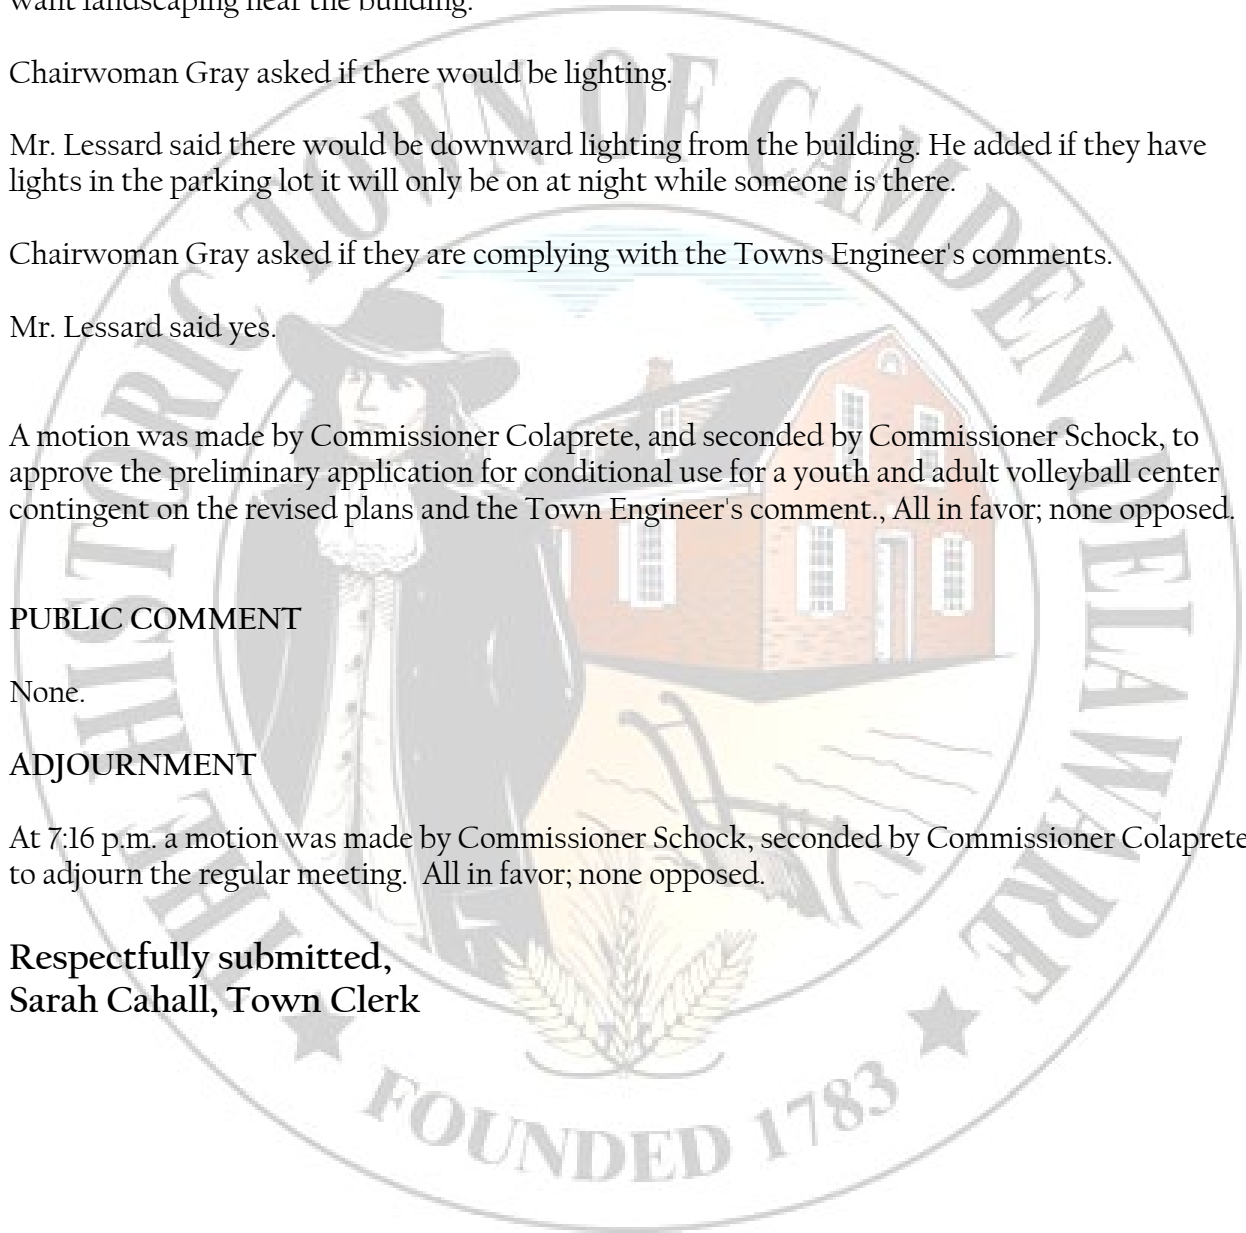 want landscaping near the building.
Chairwoman Gray asked if there would be lighting.
Mr. Lessard said there would be downward lighting from the building. He added if they have
lights in the parking lot it will only be on at night while someone is there.
Chairwoman Gray asked if they are complying with the Towns Engineer's comments.
Mr. Lessard said yes.
A motion was made by Commissioner Colaprete, and seconded by Commissioner Schock, to
approve the preliminary application for conditional use for a youth and adult volleyball center
contingent on the revised plans and the Town Engineer's comment., All in favor; none opposed.
PUBLIC COMMENT
None.
ADJOURNMENT
At 7:16 p.m. a motion was made by Commissioner Schock, seconded by Commissioner Colaprete
to adjourn the regular meeting.  All in favor; none opposed.
Respectfully submitted,
Sarah Cahall, Town Clerk
THE HISTORIC TOWN OF CAMDEN, DELAWARE
FOUNDED 1783